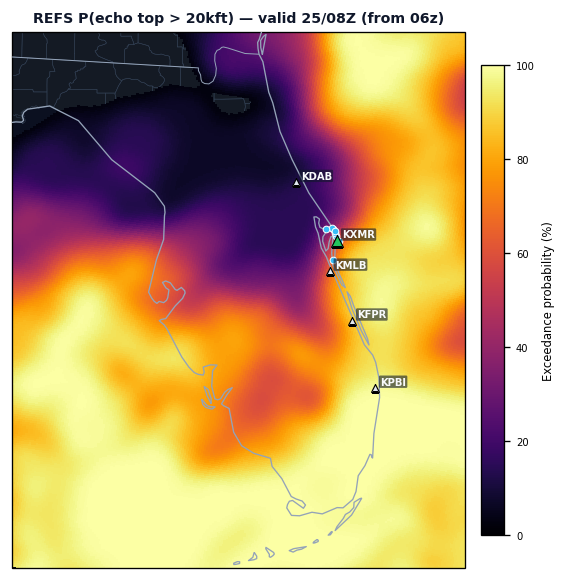 REFS P(echo top > 20kft) — valid 25/08Z (from 06z)
KDAB
KXMR
KMLB
KFPR
KPBI
100
80
60
40
20
0
Exceedance probability (%)